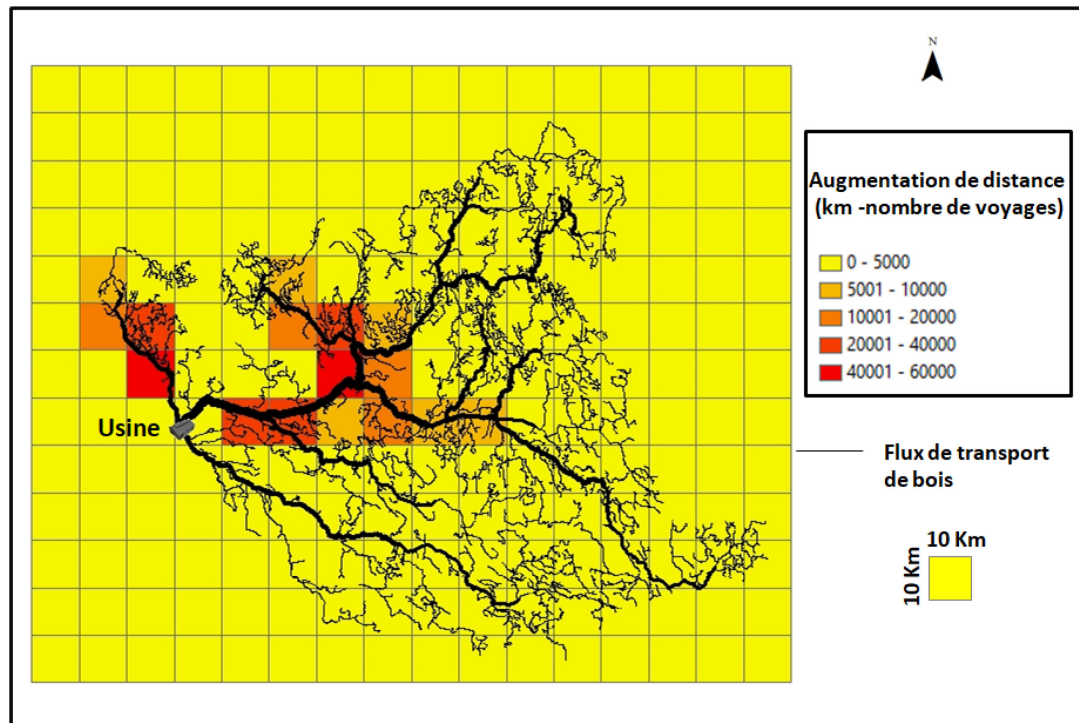 N
Augmentation de distance
(km -nombre de voyages)
0 - 5000
5001 - 10000
10001 - 20000
20001 - 40000
40001 - 60000
Usine
Flux de transport
de bois
10 Km
10 Km